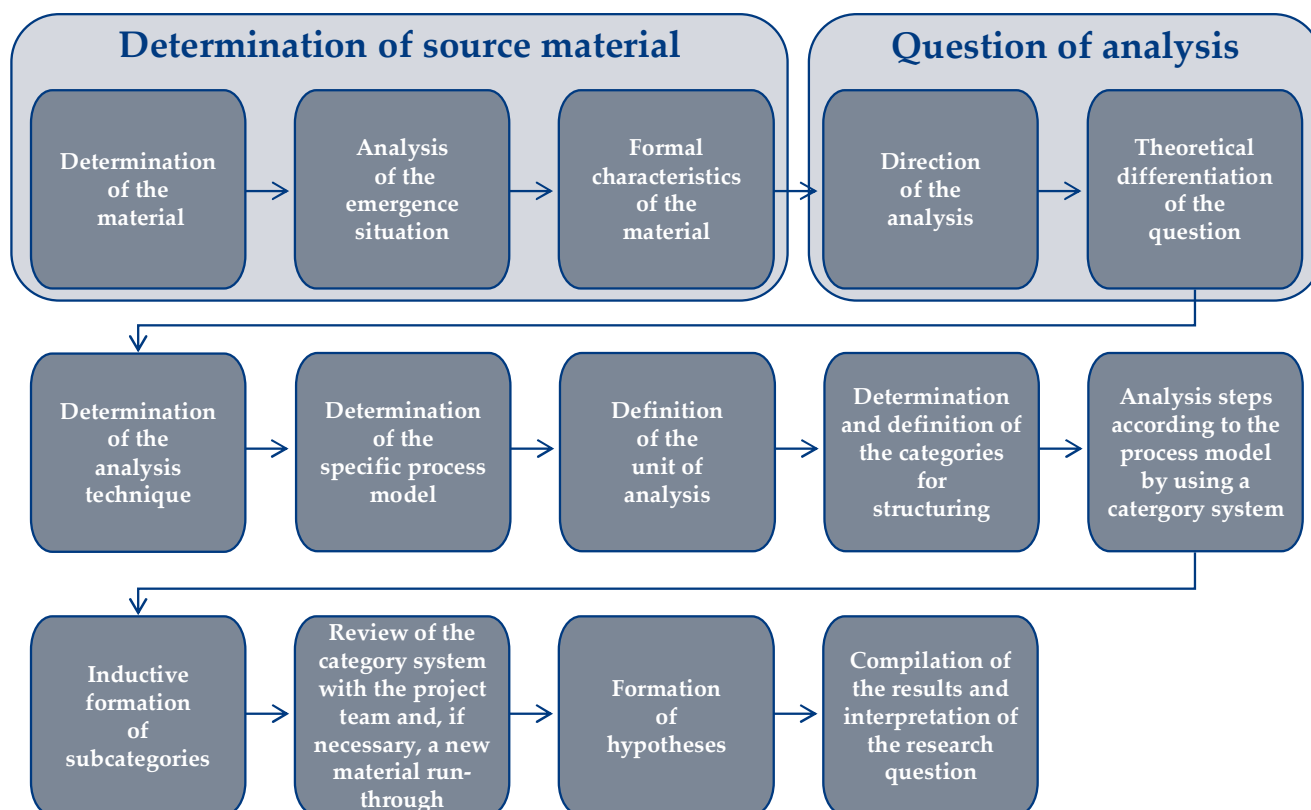 Determination of source material
Question of analysis
Determination
of the
material
Analysis
of the
emergence
situation
Formal
characteristics
of the
material
Direction
of the
analysis
Theoretical
differentiation
of the
question
Determination
of the
analysis
technique
Determination
of the
specific process
model
Definition
of the
unit of
analysis
Determination
and definition of
the categories
for
structuring
Analysis steps
according to the
process model
by using a
catergory system
Inductive
formation
of
subcategories
Review of the
category system
with the project
team and, if
necessary, a new
material run-
through
Formation
of
hypotheses
Compilation of
the results and
interpretation of
the research
question